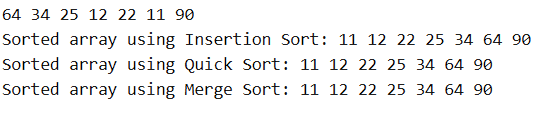 64 34 25 12 22 11 90
Sorted array using Insertion Sort: 11 12 22 25 34 64 90
Sorted array using Quick Sort: 11 12 22 25 34 64 90
Sorted array using Merge Sort: 11 12 22 25 34 64 90